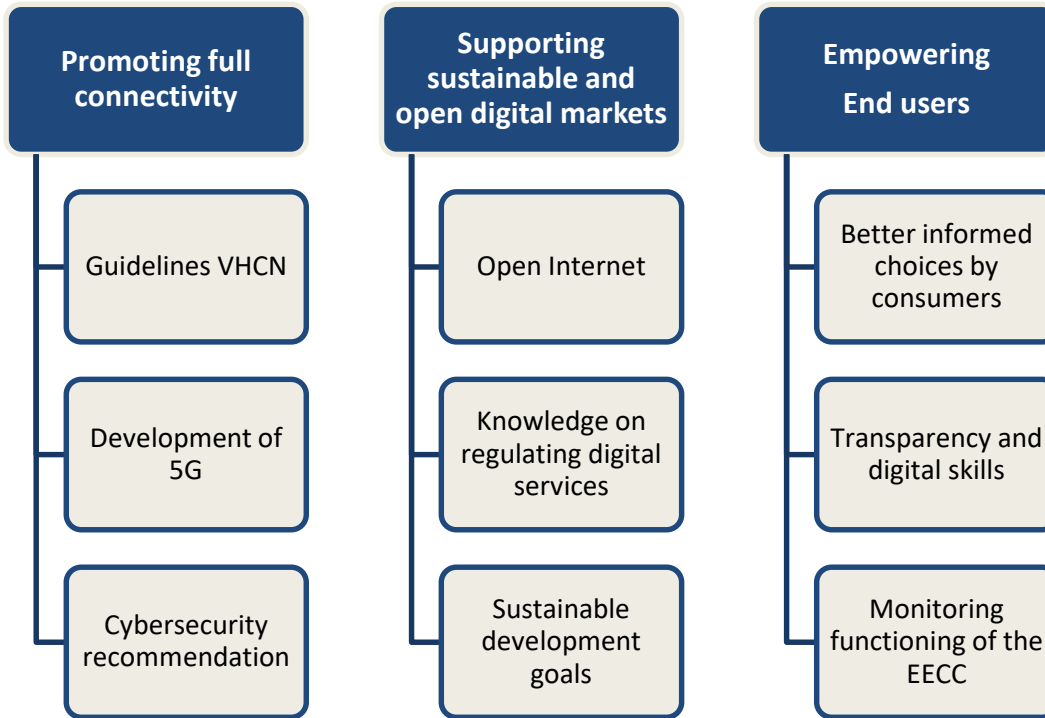 Promoting full
connectivity
Guidelines VHCN
Development of
5G
Cybersecurity
recommendation
Supporting
sustainable and
open digital markets
Open Internet
Knowledge on
regulating digital
services
Sustainable
development
goals
Empowering
End users
Better informed
choices by
consumers
Transparency and
digital skills
Monitoring
functioning of the
EECC